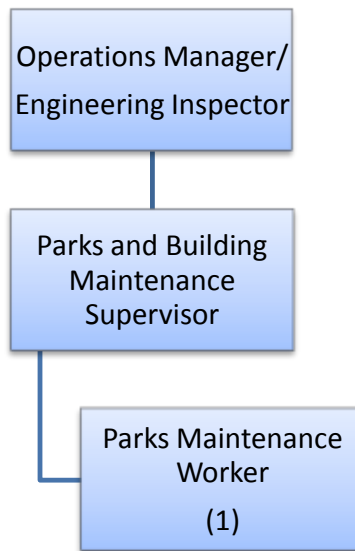 Operations Manager/
Engineering Inspector
Parks and Building
Maintenance
Supervisor
Parks Maintenance
Worker
(1)